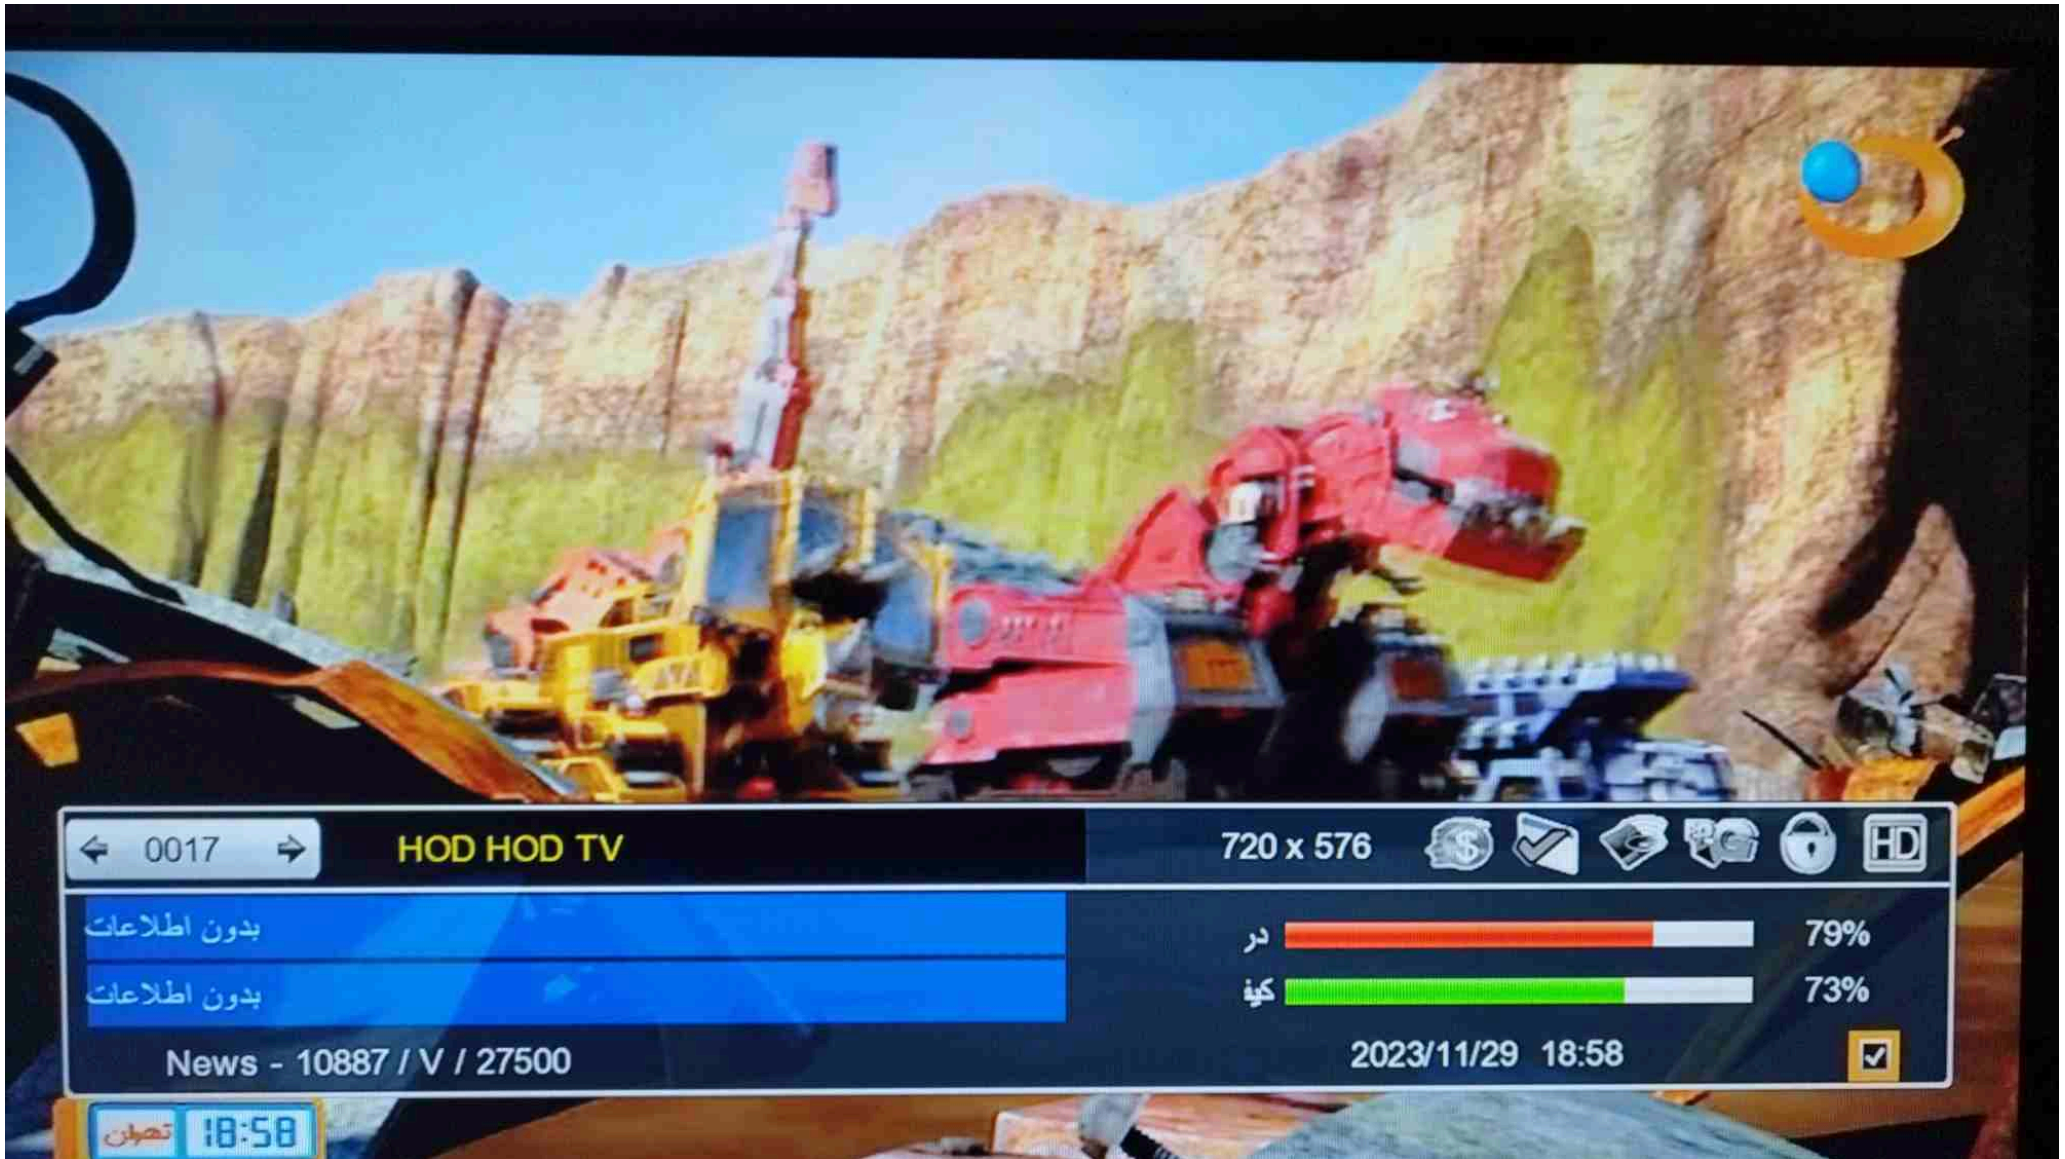 0017 HOD HOD TV 720 x 576 HD
بدون اطلاعات
در 79%
بدون اطلاعات
کیف 73%
News - 10887 / V / 27500 2023/11/29 18:58
تهران 18:58